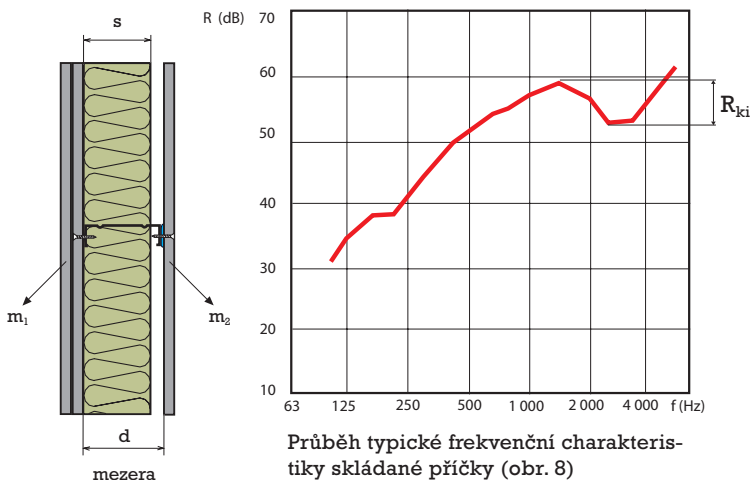 s
m₁
m₂
d
mezera
R (dB)
70
60
50
40
30
20
10
63
125
250
500
1 000
2 000
4 000
f (Hz)
Rki
Průběh typické frekvenční charakteris-
tiky skládané příčky (obr. 8)